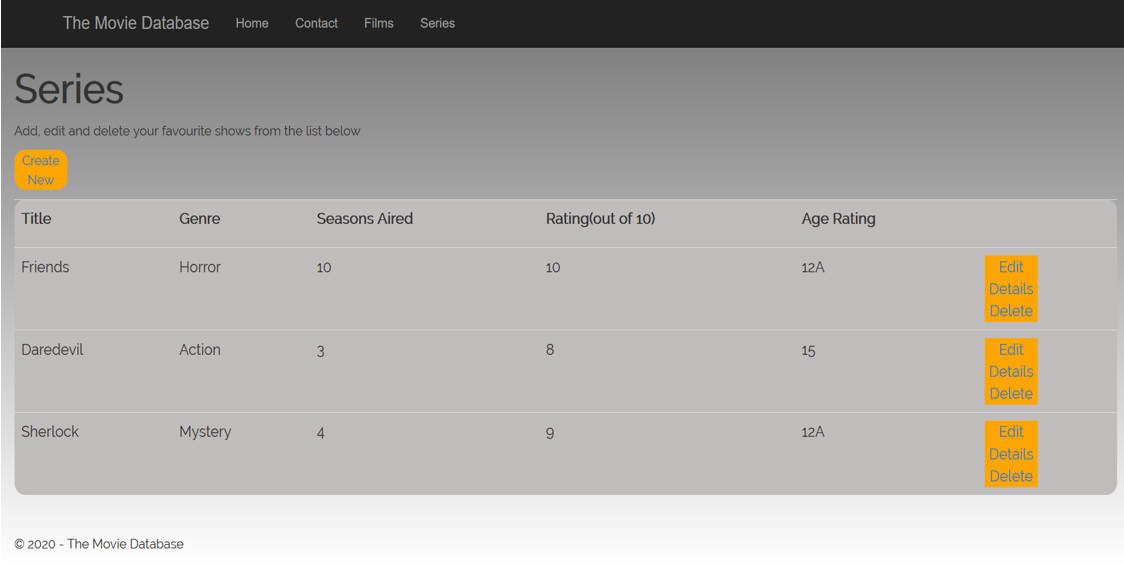 The Movie Database Home Contact Films Series
Series
Add, edit and delete your favourite shows from the list below
Create
New
Title Genre Seasons Aired Rating(out of 10) Age Rating
Friends Horror 10 10 12A Edit
Details
Delete
Daredevil Action 3 8 15 Edit
Details
Delete
Sherlock Mystery 4 9 12A Edit
Details
Delete
© 2020 - The Movie Database